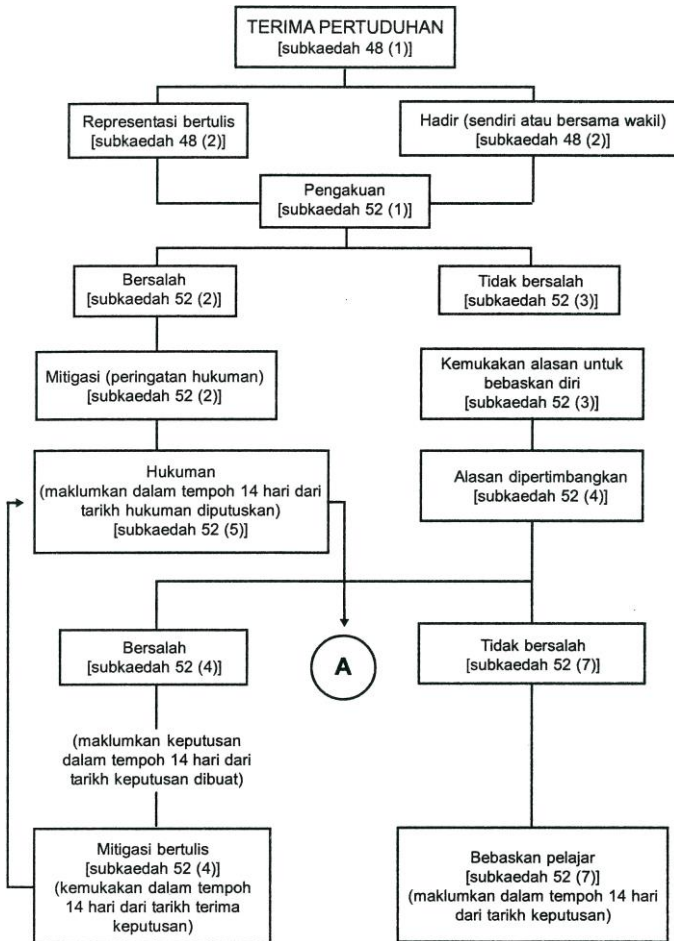 TERIMA PERTUDUHAN
[subkaedah 48 (1)]
Representasi bertulis
[subkaedah 48 (2)]
Hadir (sendiri atau bersama wakil)
[subkaedah 48 (2)]
Pengakuan
[subkaedah 52 (1)]
Bersalah
[subkaedah 52 (2)]
Tidak bersalah
[subkaedah 52 (3)]
Mitigasi (peringatan hukuman)
[subkaedah 52 (2)]
Kemukakan alasan untuk
bebaskan diri
[subkaedah 52 (3)]
Hukuman
(maklumkan dalam tempoh 14 hari dari
tarikh hukuman diputuskan)
[subkaedah 52 (5)]
Alasan dipertimbangkan
[subkaedah 52 (4)]
Bersalah
[subkaedah 52 (4)]
A
Tidak bersalah
[subkaedah 52 (7)]
(maklumkan keputusan
dalam tempoh 14 hari dari
tarikh keputusan dibuat)
Mitigasi bertulis
[subkaedah 52 (4)]
(kemukakan dalam tempoh
14 hari dari tarikh terima
keputusan)
Bebaskan pelajar
[subkaedah 52 (7)]
(maklumkan dalam tempoh 14 hari
dari tarikh keputusan)